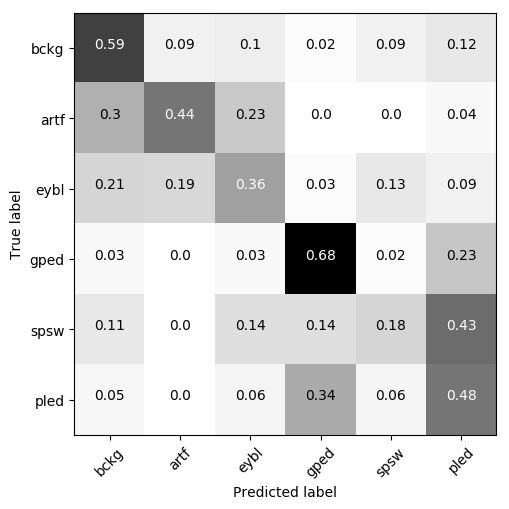 bckg 0.59 0.09 0.1 0.02 0.09 0.12
artf 0.3 0.44 0.23 0.0 0.0 0.04
eybl 0.21 0.19 0.36 0.03 0.13 0.09
gped 0.03 0.0 0.03 0.68 0.02 0.23
spsw 0.11 0.0 0.14 0.14 0.18 0.43
pled 0.05 0.0 0.06 0.34 0.06 0.48
bckg artf eybl gped spsw pled
True label
Predicted label